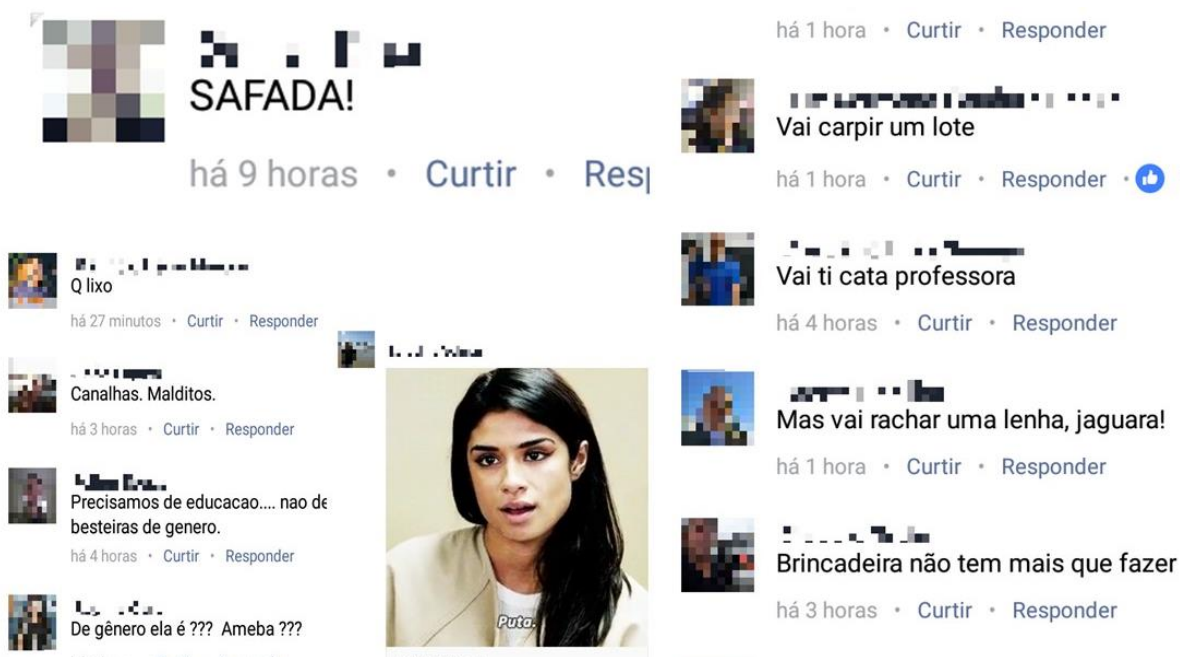 SAFADA!
há 9 horas • Curtir • Resp
Q lixo
há 27 minutos • Curtir • Responder
Canalhas. Malditos.
há 3 horas • Curtir • Responder
Precisamos de educacao.... nao de
besteiras de genero.
há 4 horas • Curtir • Responder
De gênero ela é ??? Ameba ???
Puta.
há 1 hora • Curtir • Responder
Vai carpir um lote
há 1 hora • Curtir • Responder •
Vai ti cata professora
há 4 horas • Curtir • Responder
Mas vai rachar uma lenha, jaguara!
há 1 hora • Curtir • Responder
Brincadeira não tem mais que fazer
há 3 horas • Curtir • Responder